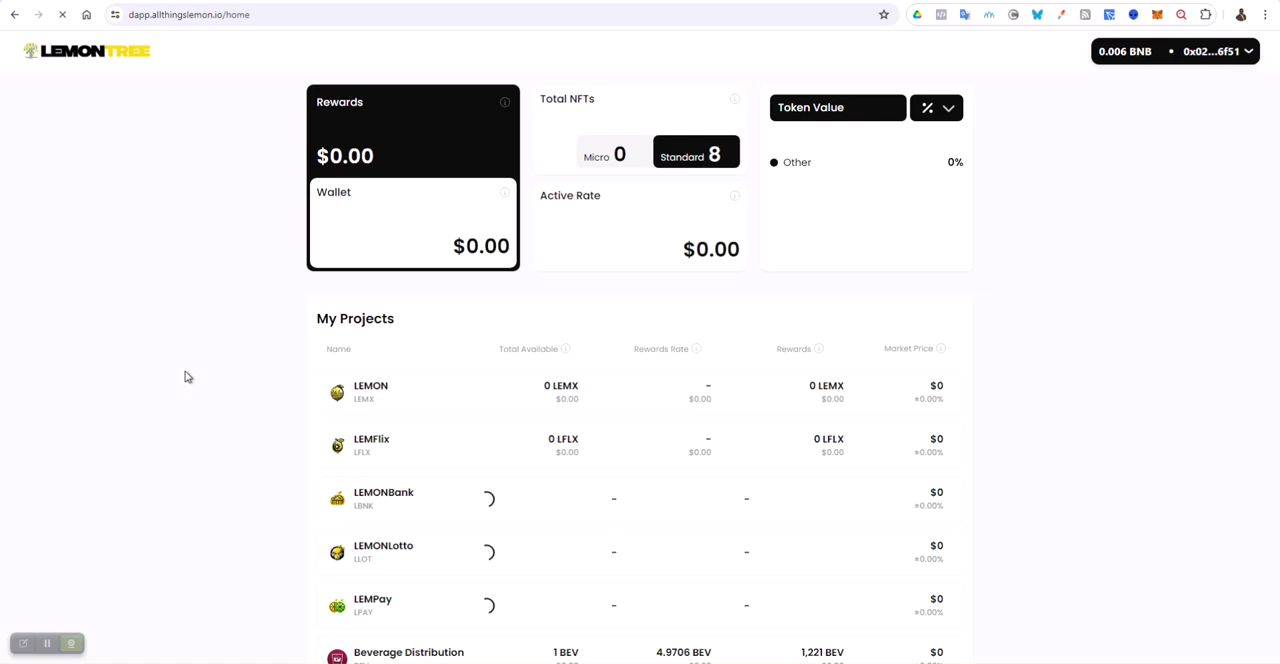 dapp.allthingslemon.io/home
LEMONTREE
0.006 BNB • 0x02...6f51
Rewards
$0.00
Wallet
$0.00
Total NFTs
Micro 0
Standard 8
Active Rate
$0.00
Token Value
%
Other 0%
My Projects
Name Total Available Rewards Rate Rewards Market Price
LEMON 0 LEMX - 0 LEMX $0
LEMX $0.00 $0.00 $0.00 ≡0.00%
LEMFlix 0 LFLX - 0 LFLX $0
LFLX $0.00 $0.00 $0.00 ≡0.00%
LEMONBank - - $0
LBNK ≡0.00%
LEMONLotto - - $0
LLOT ≡0.00%
LEMPay - - $0
LPAY ≡0.00%
Beverage Distribution 1 BEV 4.9706 BEV 1,221 BEV $0